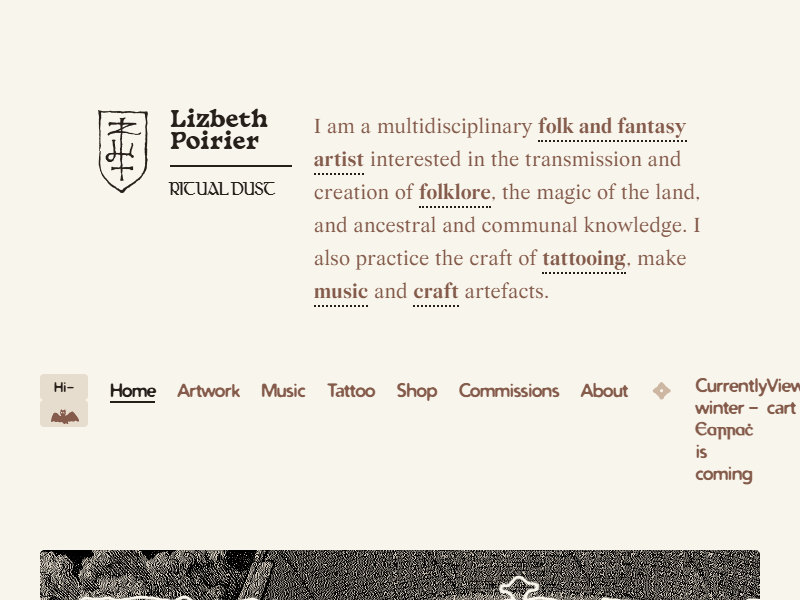 Lizbeth
Poirier
RITUAL DUST
I am a multidisciplinary folk and fantasy
artist interested in the transmission and
creation of folklore, the magic of the land,
and ancestral and communal knowledge. I
also practice the craft of tattooing, make
music and craft artefacts.
Hi–
Home Artwork Music Tattoo Shop Commissions About
Currently
winter –
Earraċ
is
coming
View
cart